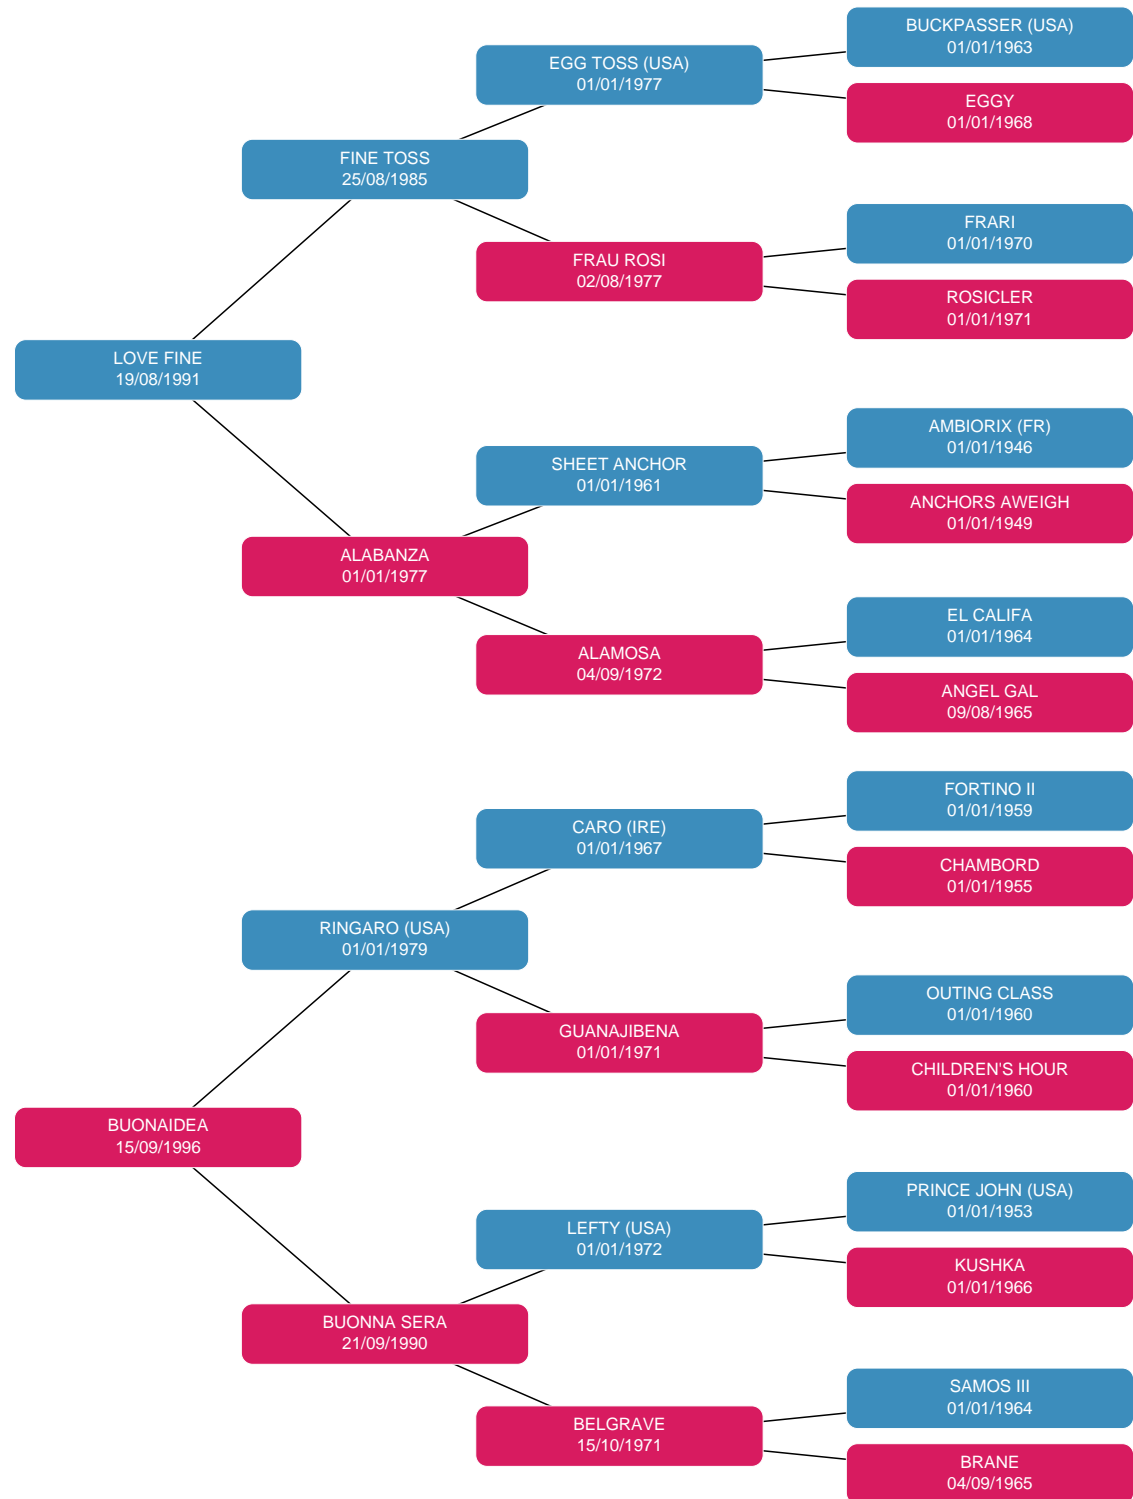 BUCKPASSER (USA)
01/01/1963
EGG TOSS (USA)
01/01/1977
EGGY
01/01/1968
FINE TOSS
25/08/1985
FRARI
01/01/1970
FRAU ROSI
02/08/1977
ROSICLER
01/01/1971
LOVE FINE
19/08/1991
AMBIORIX (FR)
01/01/1946
SHEET ANCHOR
01/01/1961
ANCHORS AWEIGH
01/01/1949
ALABANZA
01/01/1977
EL CALIFA
01/01/1964
ALAMOSA
04/09/1972
ANGEL GAL
09/08/1965
FORTINO II
01/01/1959
CARO (IRE)
01/01/1967
CHAMBORD
01/01/1955
RINGARO (USA)
01/01/1979
OUTING CLASS
01/01/1960
GUANAJIBENA
01/01/1971
CHILDREN'S HOUR
01/01/1960
BUONAIDEA
15/09/1996
PRINCE JOHN (USA)
01/01/1953
LEFTY (USA)
01/01/1972
KUSHKA
01/01/1966
BUONNA SERA
21/09/1990
SAMOS III
01/01/1964
BELGRAVE
15/10/1971
BRANE
04/09/1965